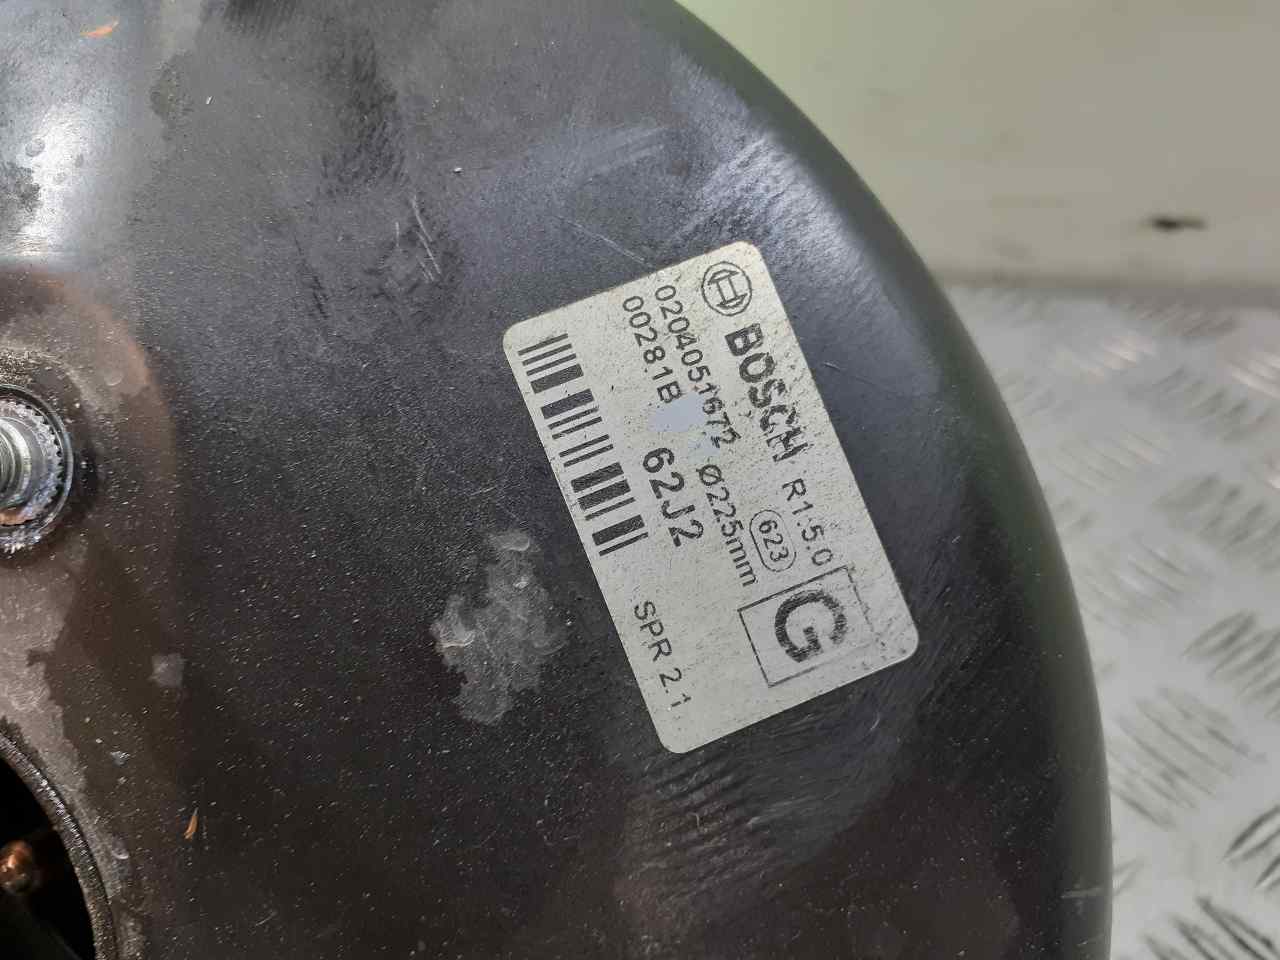 BOSCH R1.5.0
0204051672 Ø225mm
623
G
00281B 62J2
SPR 2.1